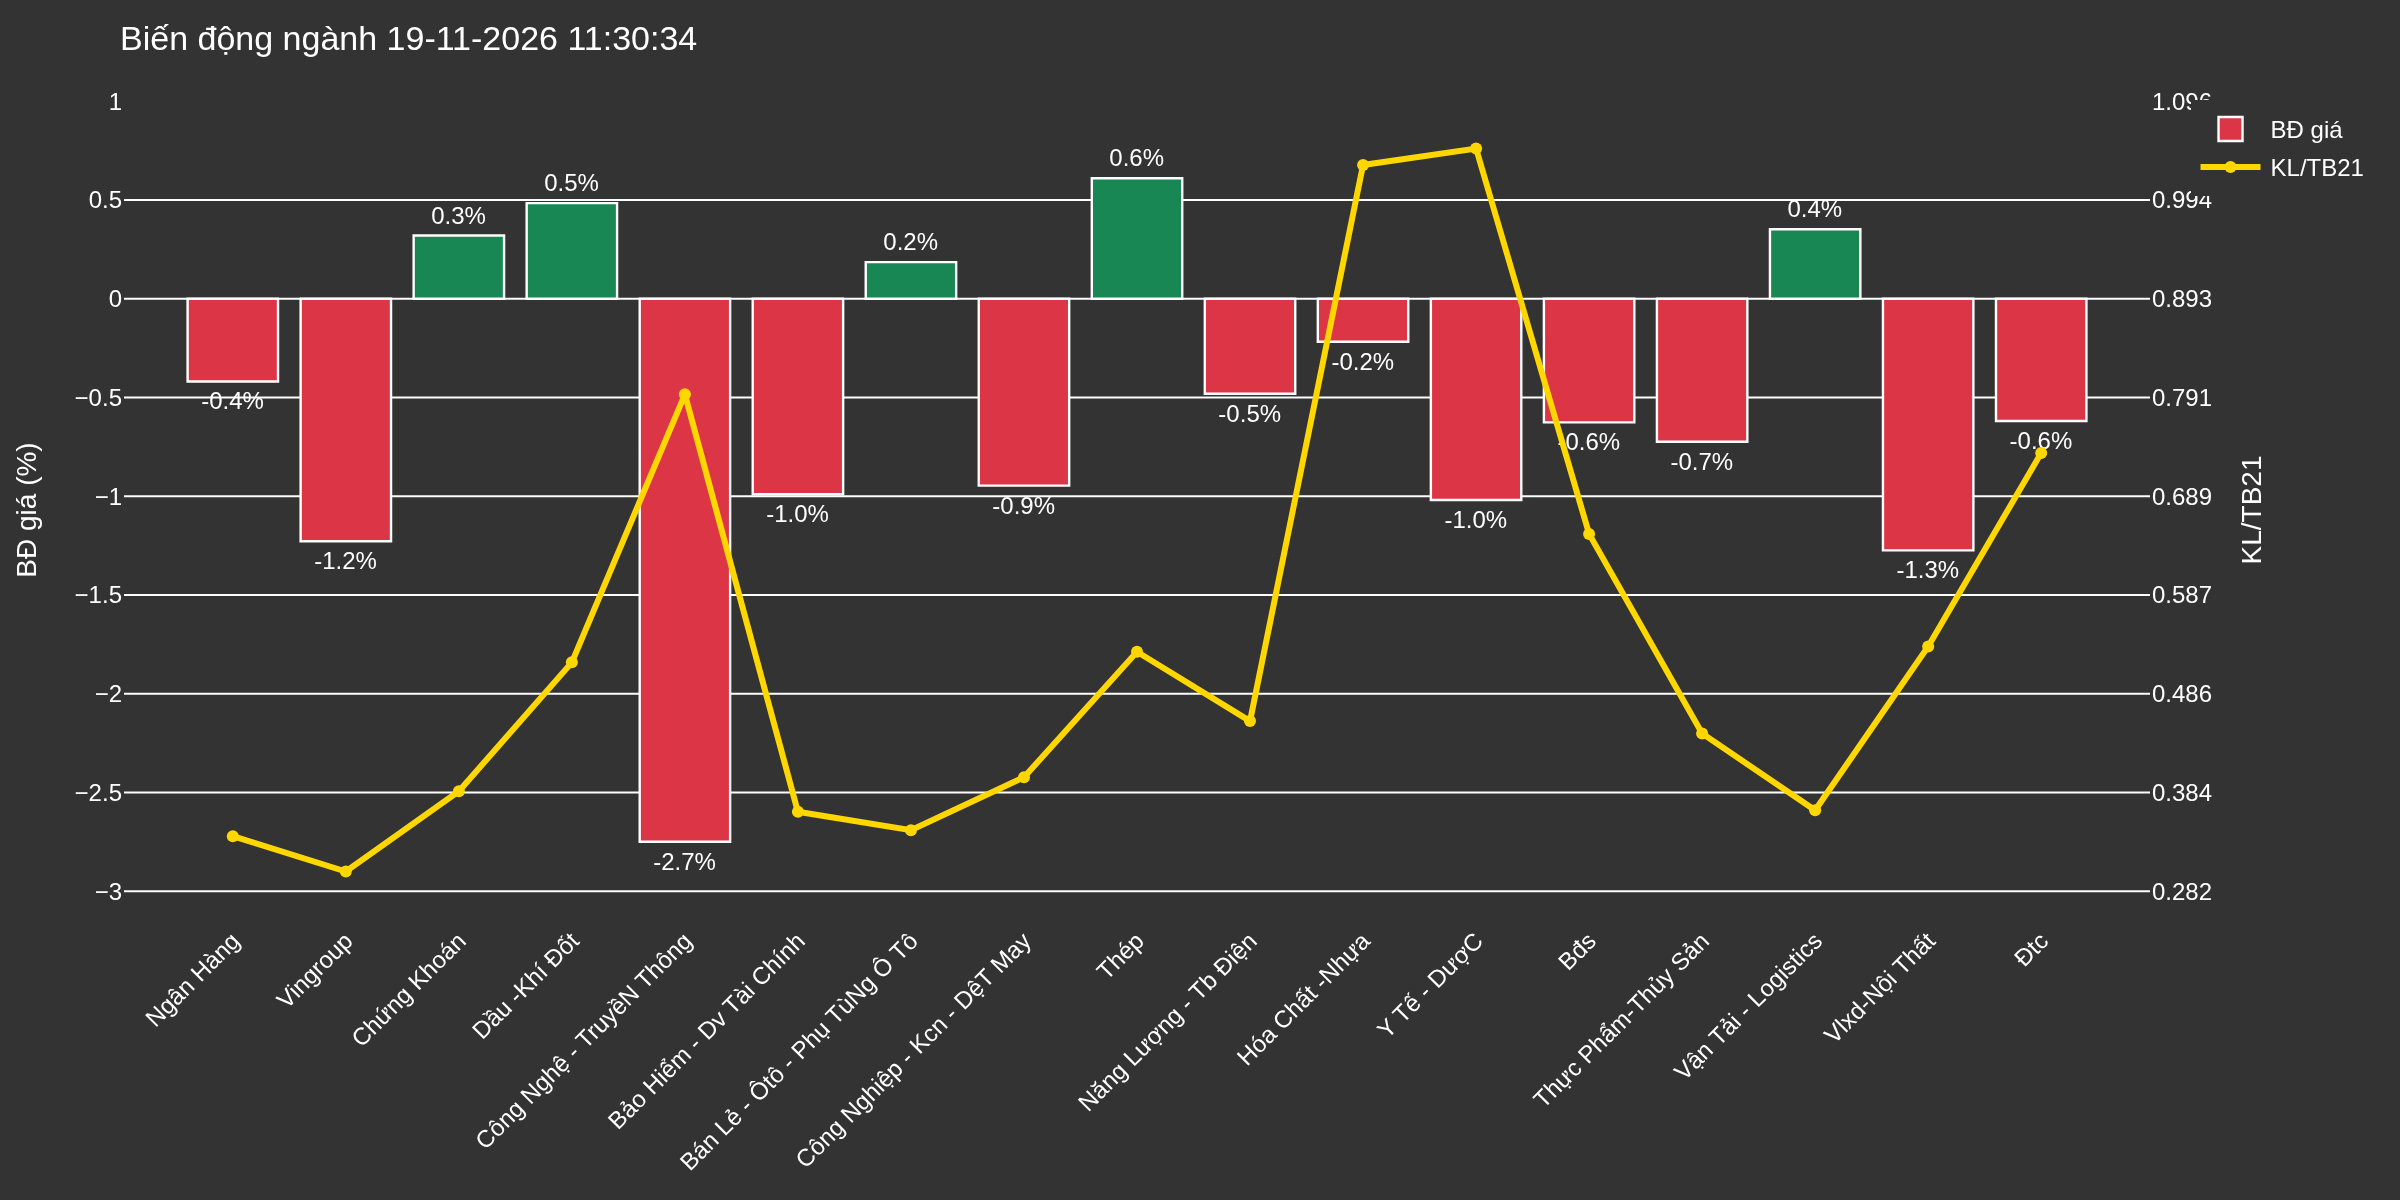 Biến động ngành 19-11-2026 11:30:34
1
0.5
0
−0.5
−1
−1.5
−2
−2.5
−3
BĐ giá (%)
-0.4%
-1.2%
0.3%
0.5%
-2.7%
-1.0%
0.2%
-0.9%
0.6%
-0.5%
-0.2%
-1.0%
-0.6%
-0.7%
0.4%
-1.3%
-0.6%
1.096
0.994
0.893
0.791
0.689
0.587
0.486
0.384
0.282
KL/TB21
BĐ giá
KL/TB21
Ngân Hàng
Vingroup
Chứng Khoán
Dầu -Khí Đốt
Công Nghệ - TruyềN Thông
Bảo Hiểm - Dv Tài Chính
Bán Lẻ - Ôtô - Phụ TùNg Ô Tô
Công Nghiệp - Kcn - DệT May
Thép
Năng Lượng - Tb Điện
Hóa Chất -Nhựa
Y Tế - DượC
Bđs
Thực Phẩm-Thủy Sản
Vận Tải - Logistics
Vlxd-Nội Thất
Đtc